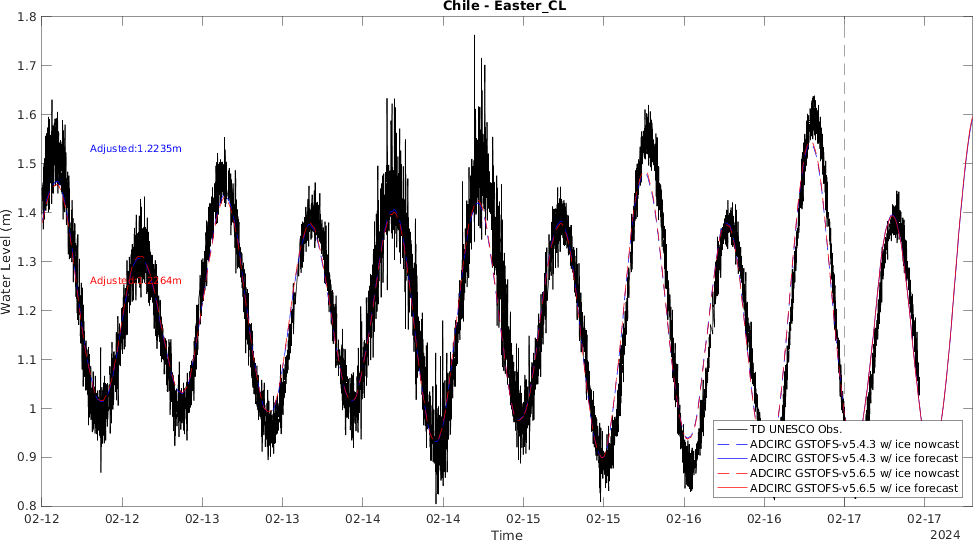 Chile - Easter_CL
1.8
1.7
1.6
1.5
1.4
1.3
1.2
1.1
1
0.9
0.8
Water Level (m)
Adjusted:1.2235m
Adjusted:1.2264m
TD UNESCO Obs.
ADCIRC GSTOFS-v5.4.3 w/ ice nowcast
ADCIRC GSTOFS-v5.4.3 w/ ice forecast
ADCIRC GSTOFS-v5.6.5 w/ ice nowcast
ADCIRC GSTOFS-v5.6.5 w/ ice forecast
02-12 02-12 02-13 02-13 02-14 02-14 02-15 02-15 02-16 02-16 02-17 02-17
Time
2024